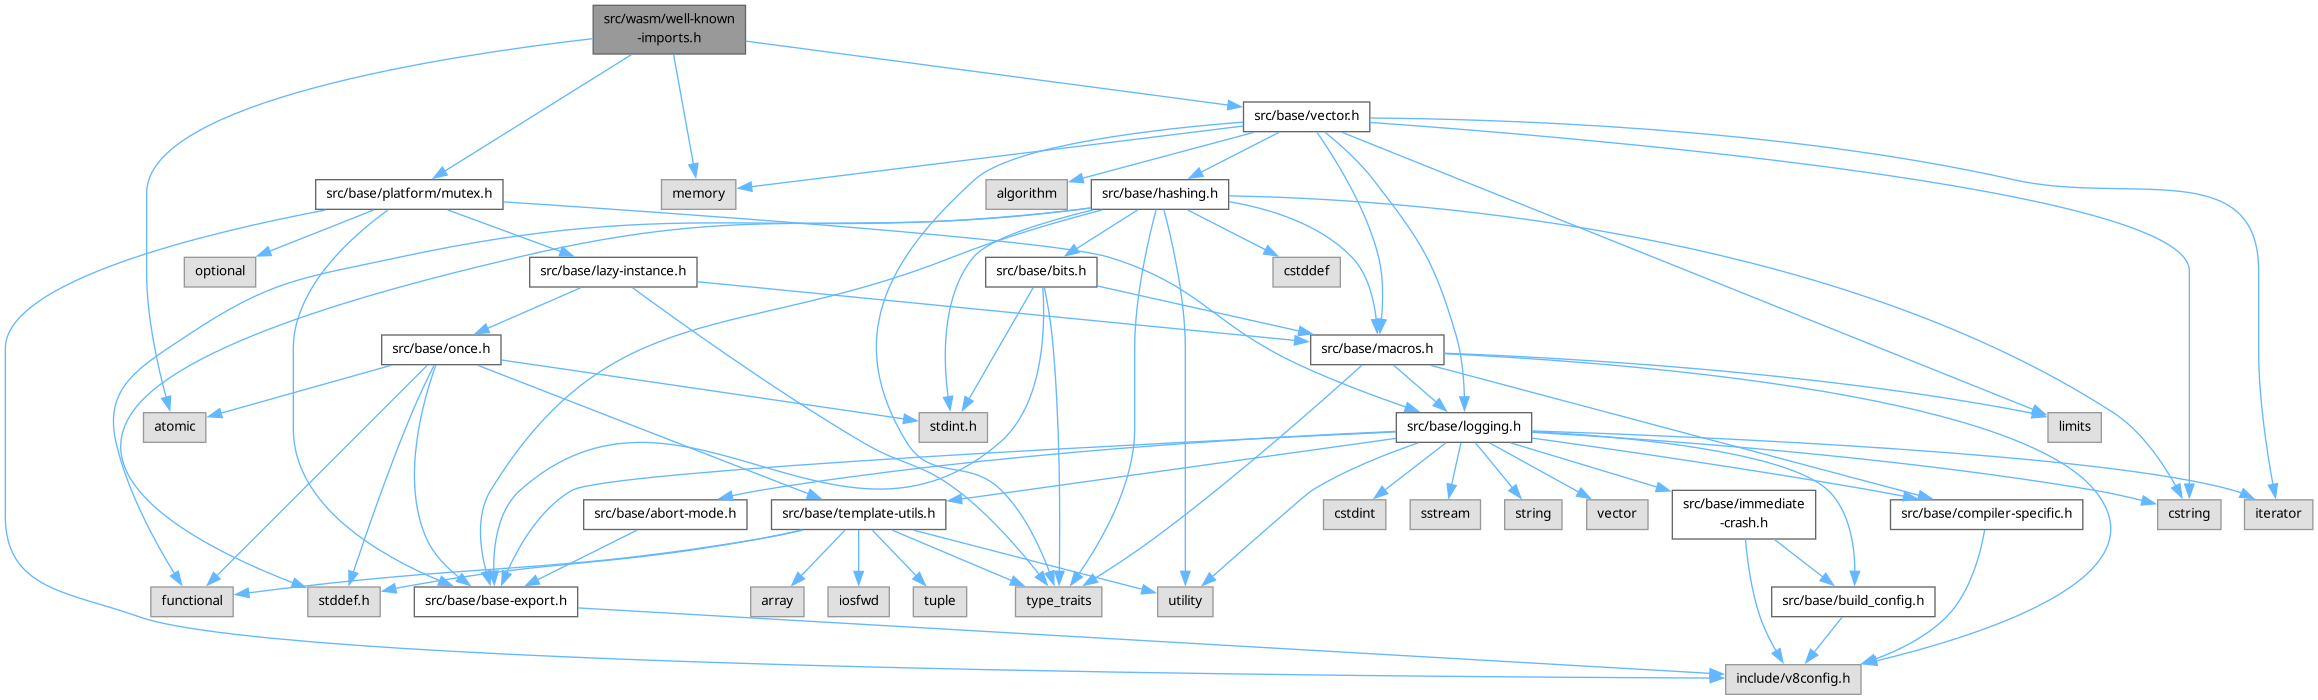 src/wasm/well-known
-imports.h
src/base/vector.h
src/base/platform/mutex.h
memory
algorithm
src/base/hashing.h
optional
src/base/lazy-instance.h
src/base/bits.h
cstddef
src/base/once.h
src/base/macros.h
atomic
stdint.h
src/base/logging.h
limits
src/base/abort-mode.h
src/base/template-utils.h
cstdint
sstream
string
vector
src/base/immediate
-crash.h
src/base/compiler-specific.h
cstring
iterator
functional
stddef.h
src/base/base-export.h
array
iosfwd
tuple
type_traits
utility
src/base/build_config.h
include/v8config.h